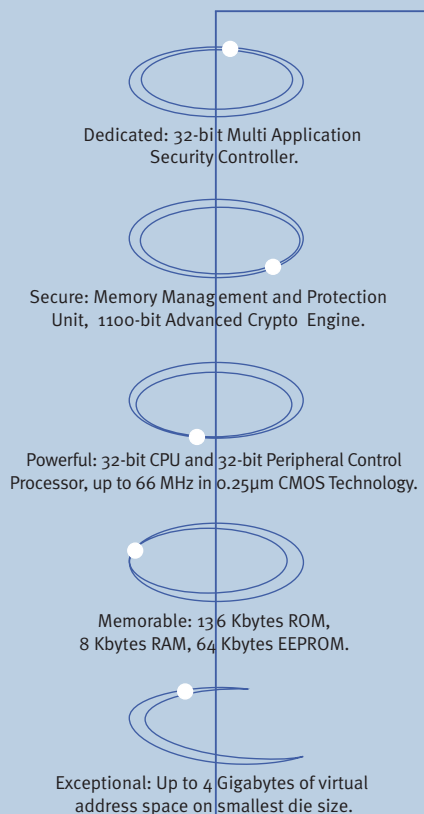 Dedicated: 32-bit Multi Application
Security Controller.
Secure: Memory Management and Protection
Unit, 1100-bit Advanced Crypto Engine.
Powerful: 32-bit CPU and 32-bit Peripheral Control
Processor, up to 66 MHz in 0.25µm CMOS Technology.
Memorable: 136 Kbytes ROM,
8 Kbytes RAM, 64 Kbytes EEPROM.
Exceptional: Up to 4 Gigabytes of virtual
address space on smallest die size.